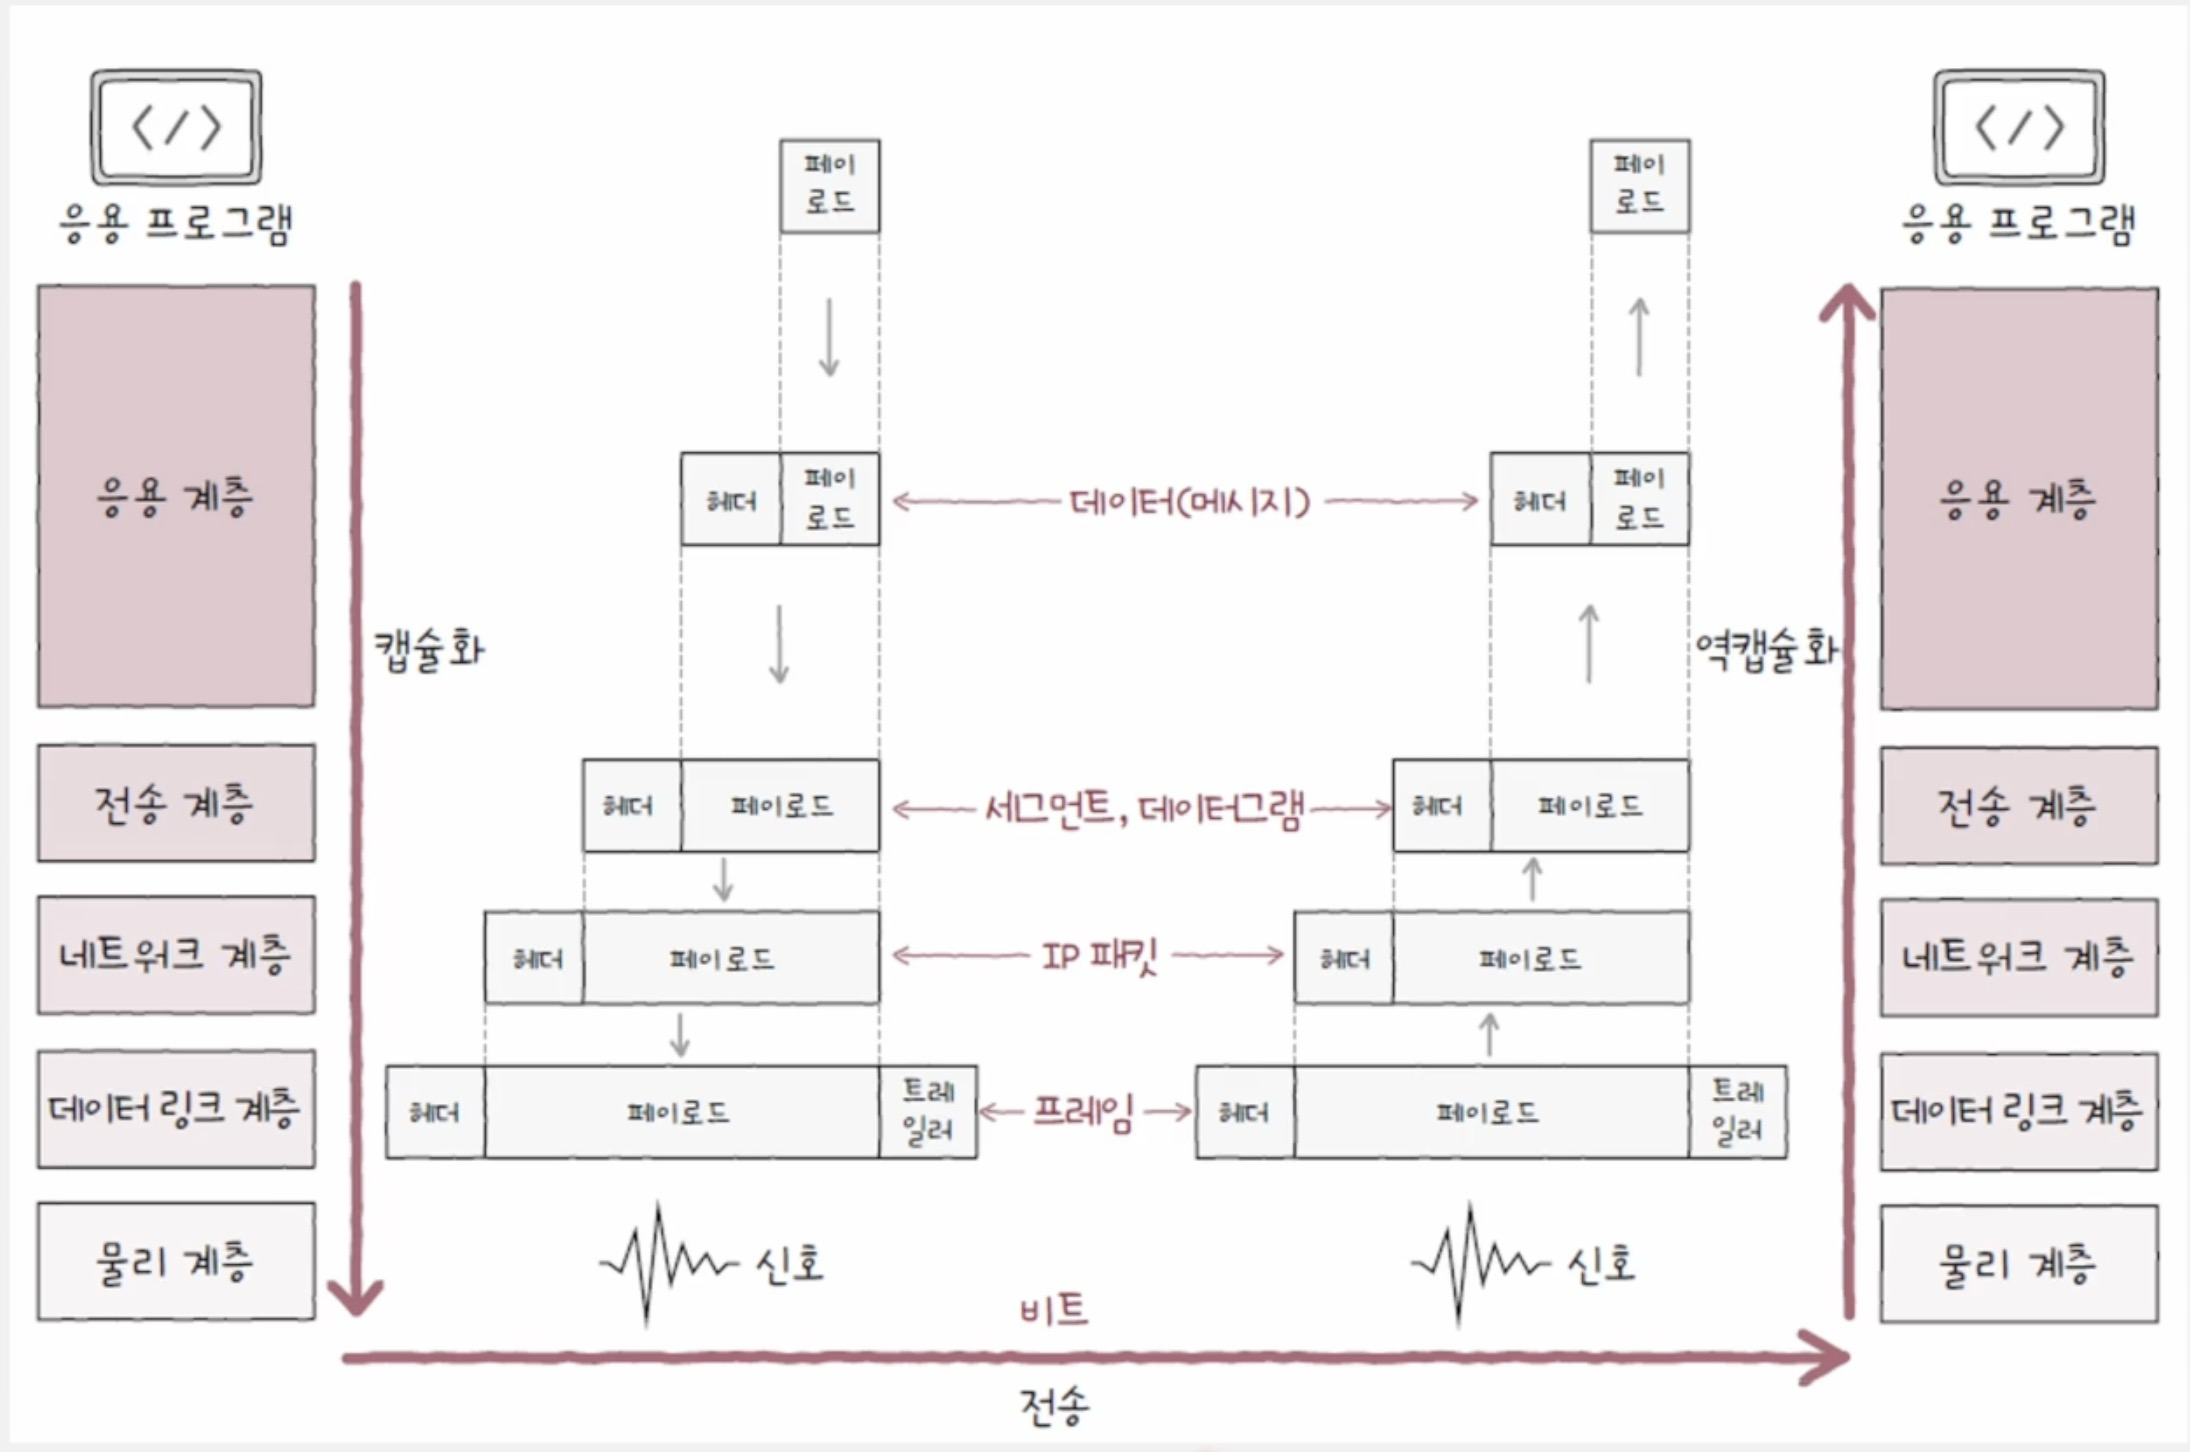 응용 프로그램
응용 프로그램
페이
로드
페이
로드
응용 계층
헤더
페이
로드
데이터(메시지)
헤더
페이
로드
응용 계층
캡슐화
역캡슐화
전송 계층
헤더
페이로드
세그먼트, 데이터그램
헤더
페이로드
전송 계층
네트워크 계층
헤더
페이로드
IP 패킷
헤더
페이로드
네트워크 계층
데이터 링크 계층
헤더
페이로드
트레
일러
프레임
헤더
페이로드
트레
일러
데이터 링크 계층
물리 계층
신호
신호
물리 계층
비트
전송